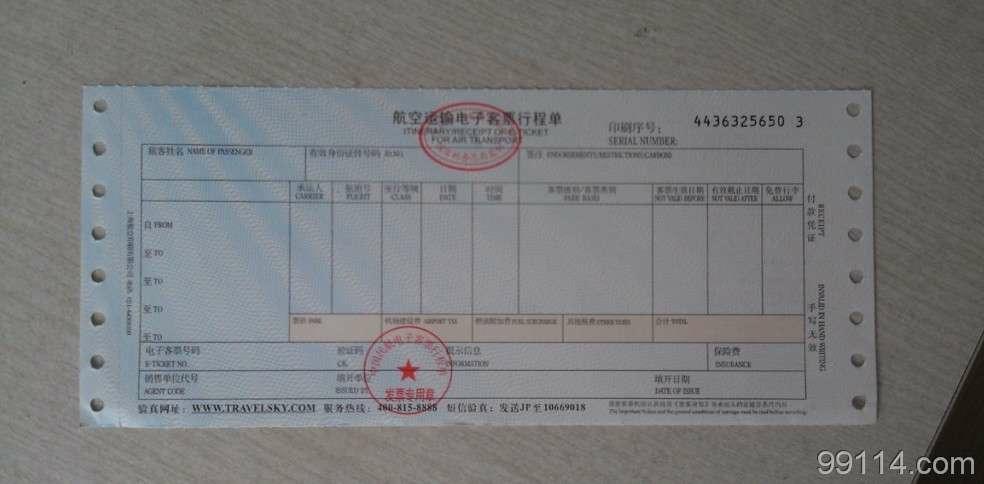 航空运输电子客票行程单
ITINERARY/RECEIPT OF E-TICKET
FOR AIR TRANSPORT
印刷序号:
SERIAL NUMBER:
4436325650 3
旅客姓名 NAME OF PASSENGER
有效身份证件号码 ID.NO.
签注 ENDORSEMENTS/RESTRICTIONS(CARBON)
承运人 航班号 座位等级 日期 时间 客票级别/客票类别 客票生效日期 有效截止日期 免费行李
CARRIER FLIGHT CLASS DATE TIME FARE BASIS NOT VALID BEFORE NOT VALID AFTER ALLOW
自 FROM
至 TO
至 TO
至 TO
至 TO
票价 FARE
机场建设费 AIRPORT TAX
燃油附加费 FUEL SURCHARGE
其他税费 OTHER TAXES
合计 TOTAL
电子客票号码
E-TICKET NO.
验证码
CK.
提示信息
INFORMATION
保险费
INSURANCE
销售单位代号
AGENT CODE
填开单
ISSUED BY
填开日期
DATE OF ISSUE
发票专用章
验真网址: WWW.TRAVELSKY.COM 服务热线: 400-815-8888 短信验真: 发送JP至10669018
付款凭证 RECEIPT
手写无效 INVALID IN HAND WRITING
99114.com